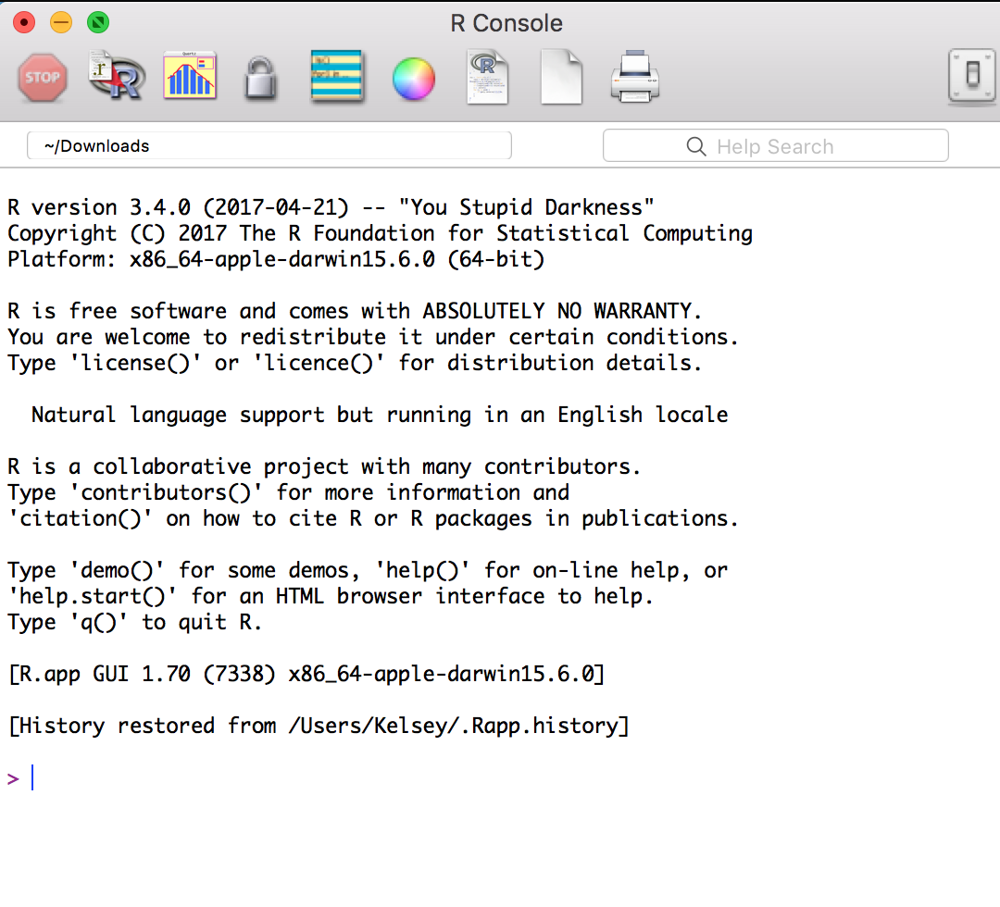 R Console
STOP
~/Downloads
Help Search
R version 3.4.0 (2017-04-21) -- "You Stupid Darkness"
Copyright (C) 2017 The R Foundation for Statistical Computing
Platform: x86_64-apple-darwin15.6.0 (64-bit)
R is free software and comes with ABSOLUTELY NO WARRANTY.
You are welcome to redistribute it under certain conditions.
Type 'license()' or 'licence()' for distribution details.
Natural language support but running in an English locale
R is a collaborative project with many contributors.
Type 'contributors()' for more information and
'citation()' on how to cite R or R packages in publications.
Type 'demo()' for some demos, 'help()' for on-line help, or
'help.start()' for an HTML browser interface to help.
Type 'q()' to quit R.
[R.app GUI 1.70 (7338) x86_64-apple-darwin15.6.0]
[History restored from /Users/Kelsey/.Rapp.history]
>